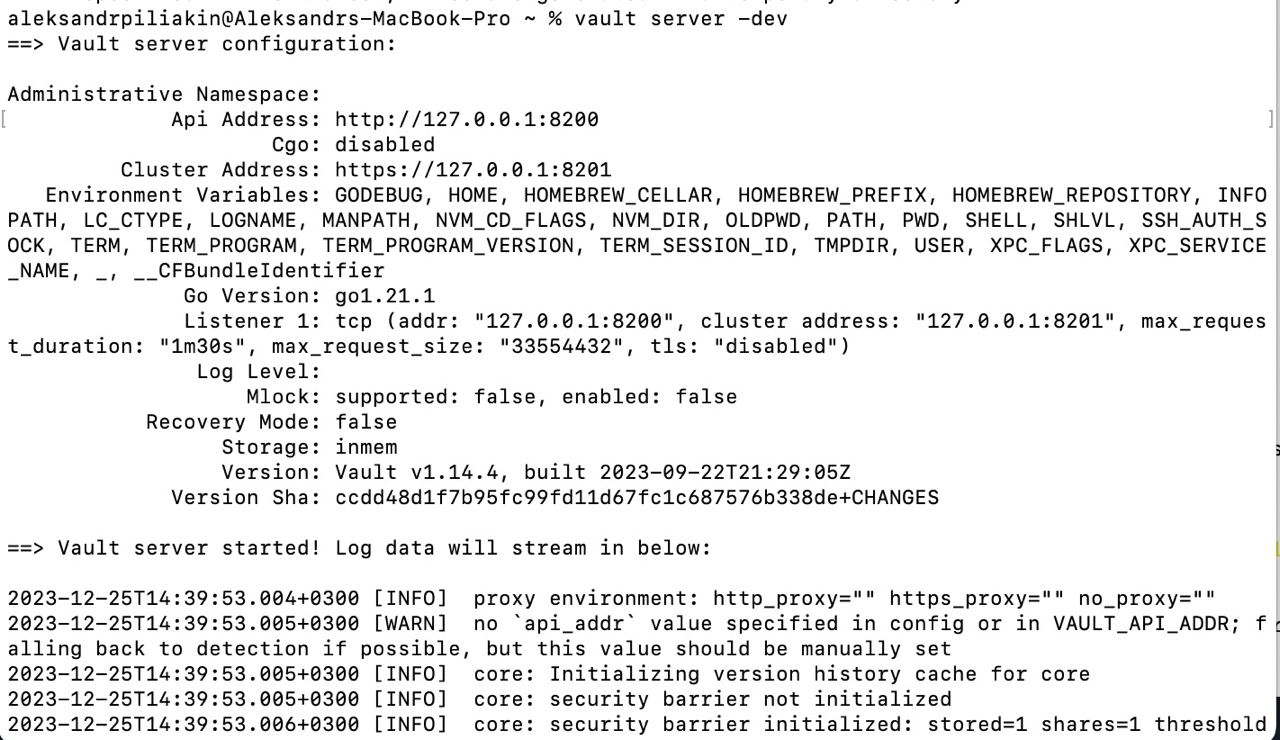 aleksandrpiliakin@Aleksandrs-MacBook-Pro ~ % vault server -dev
==> Vault server configuration:
Administrative Namespace:
[ Api Address: http://127.0.0.1:8200 ]
Cgo: disabled
Cluster Address: https://127.0.0.1:8201
Environment Variables: GODEBUG, HOME, HOMEBREW_CELLAR, HOMEBREW_PREFIX, HOMEBREW_REPOSITORY, INFO
PATH, LC_CTYPE, LOGNAME, MANPATH, NVM_CD_FLAGS, NVM_DIR, OLDPWD, PATH, PWD, SHELL, SHLVL, SSH_AUTH_S
OCK, TERM, TERM_PROGRAM, TERM_PROGRAM_VERSION, TERM_SESSION_ID, TMPDIR, USER, XPC_FLAGS, XPC_SERVICE
_NAME, _, __CFBundleIdentifier
Go Version: go1.21.1
Listener 1: tcp (addr: "127.0.0.1:8200", cluster address: "127.0.0.1:8201", max_reques
t_duration: "1m30s", max_request_size: "33554432", tls: "disabled")
Log Level:
Mlock: supported: false, enabled: false
Recovery Mode: false
Storage: inmem
Version: Vault v1.14.4, built 2023-09-22T21:29:05Z
Version Sha: ccdd48d1f7b95fc99fd11d67fc1c687576b338de+CHANGES
==> Vault server started! Log data will stream in below:
2023-12-25T14:39:53.004+0300 [INFO]  proxy environment: http_proxy="" https_proxy="" no_proxy=""
2023-12-25T14:39:53.005+0300 [WARN]  no `api_addr` value specified in config or in VAULT_API_ADDR; f
alling back to detection if possible, but this value should be manually set
2023-12-25T14:39:53.005+0300 [INFO]  core: Initializing version history cache for core
2023-12-25T14:39:53.005+0300 [INFO]  core: security barrier not initialized
2023-12-25T14:39:53.006+0300 [INFO]  core: security barrier initialized: stored=1 shares=1 threshold